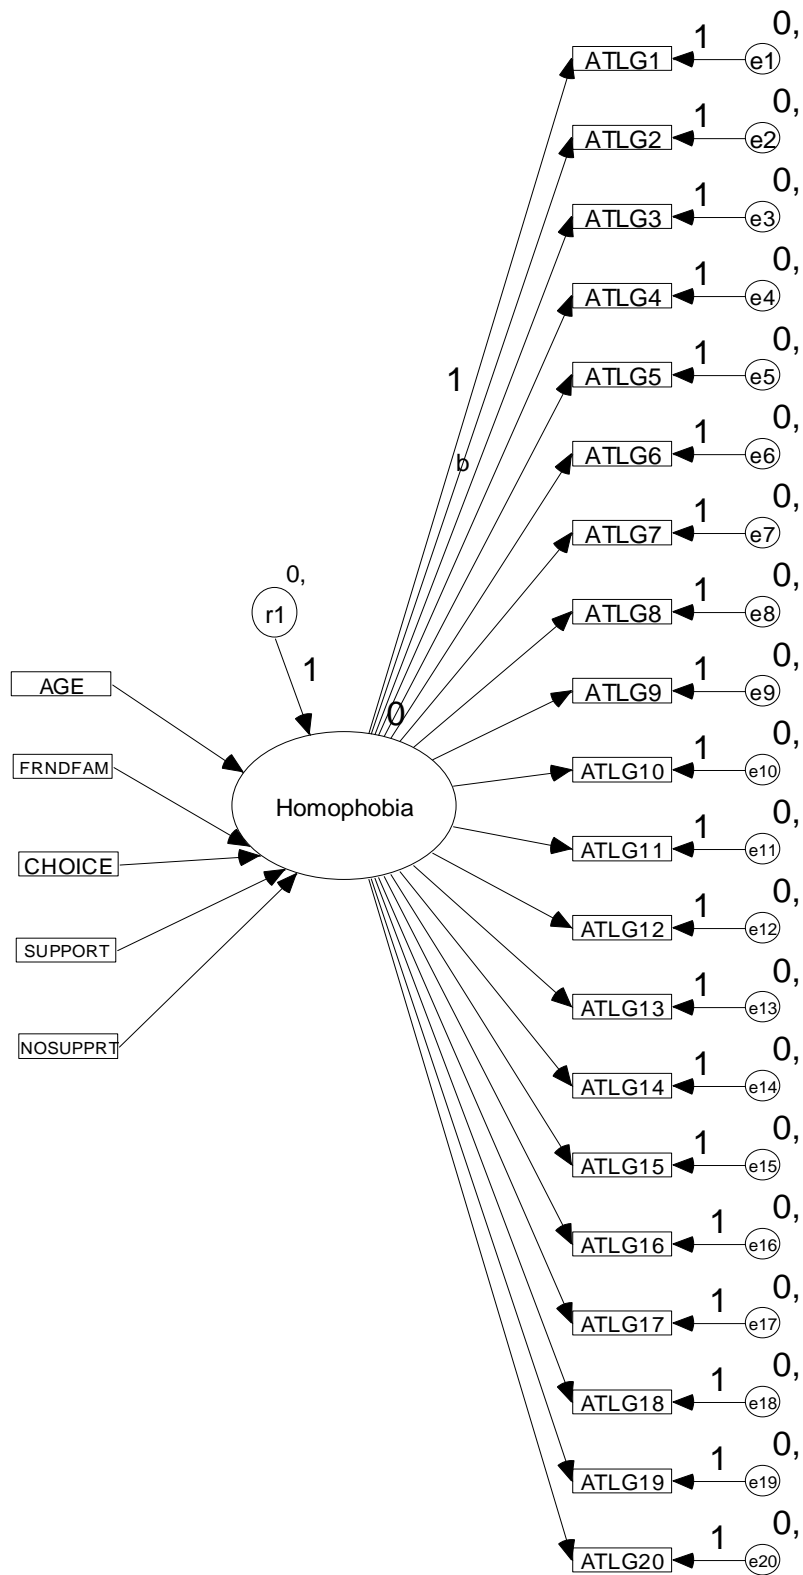 0,
1
ATLG1
e1
0,
1
ATLG2
e2
0,
1
ATLG3
e3
0,
1
ATLG4
e4
0,
1
ATLG5
e5
1
0,
1
ATLG6
e6
b
0,
1
ATLG7
e7
0,
r1
0,
1
ATLG8
e8
1
AGE
0,
1
ATLG9
e9
0
FRNDFAM
0,
1
ATLG10
e10
Homophobia
CHOICE
0,
1
ATLG11
e11
SUPPORT
0,
1
ATLG12
e12
NOSUPPRT
0,
1
ATLG13
e13
0,
1
ATLG14
e14
0,
1
ATLG15
e15
0,
1
ATLG16
e16
0,
1
ATLG17
e17
0,
1
ATLG18
e18
0,
1
ATLG19
e19
0,
1
ATLG20
e20